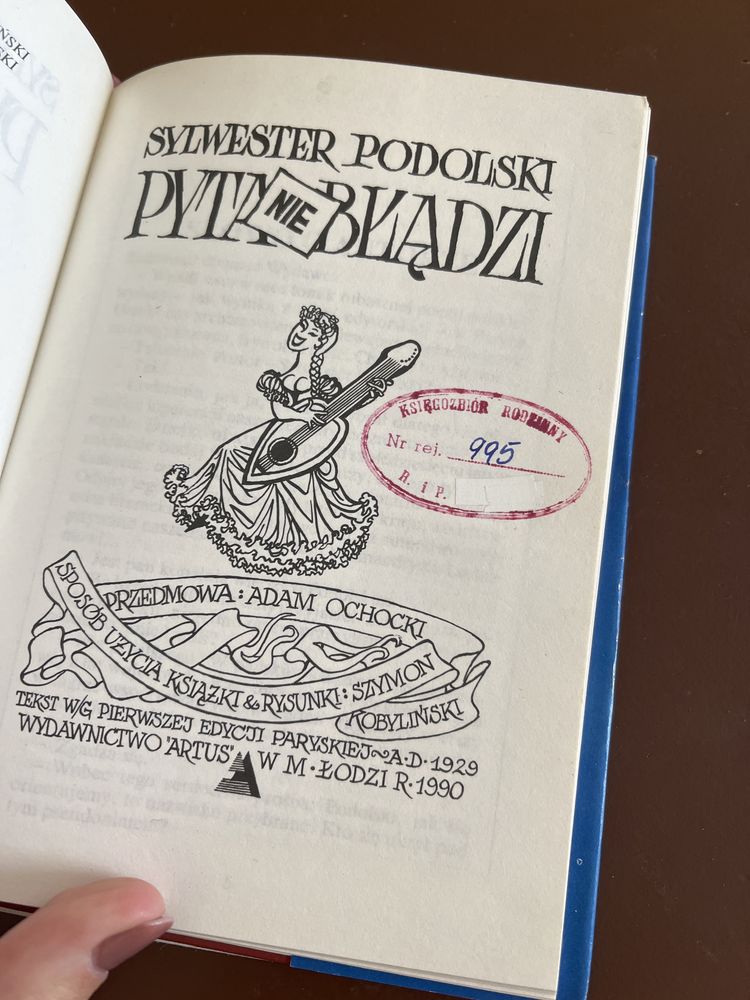 SYLWESTER PODOLSKI
PYTA NIE BŁĄDZI
KSIĘGOZBIÓR RODZINNY
Nr rej. 995
H. i P.
PRZEDMOWA: ADAM OCHOCKI
SPOSÓB UŻYCIA KSIĄŻKI & RYSUNKI: SZYMON
KOBYLIŃSKI
TEKST W/G PIERWSZEJ EDYCJI PARYSKIEJ~A·D·1929
WYDAWNICTWO "ARTUS" W M·ŁODZI R·1990